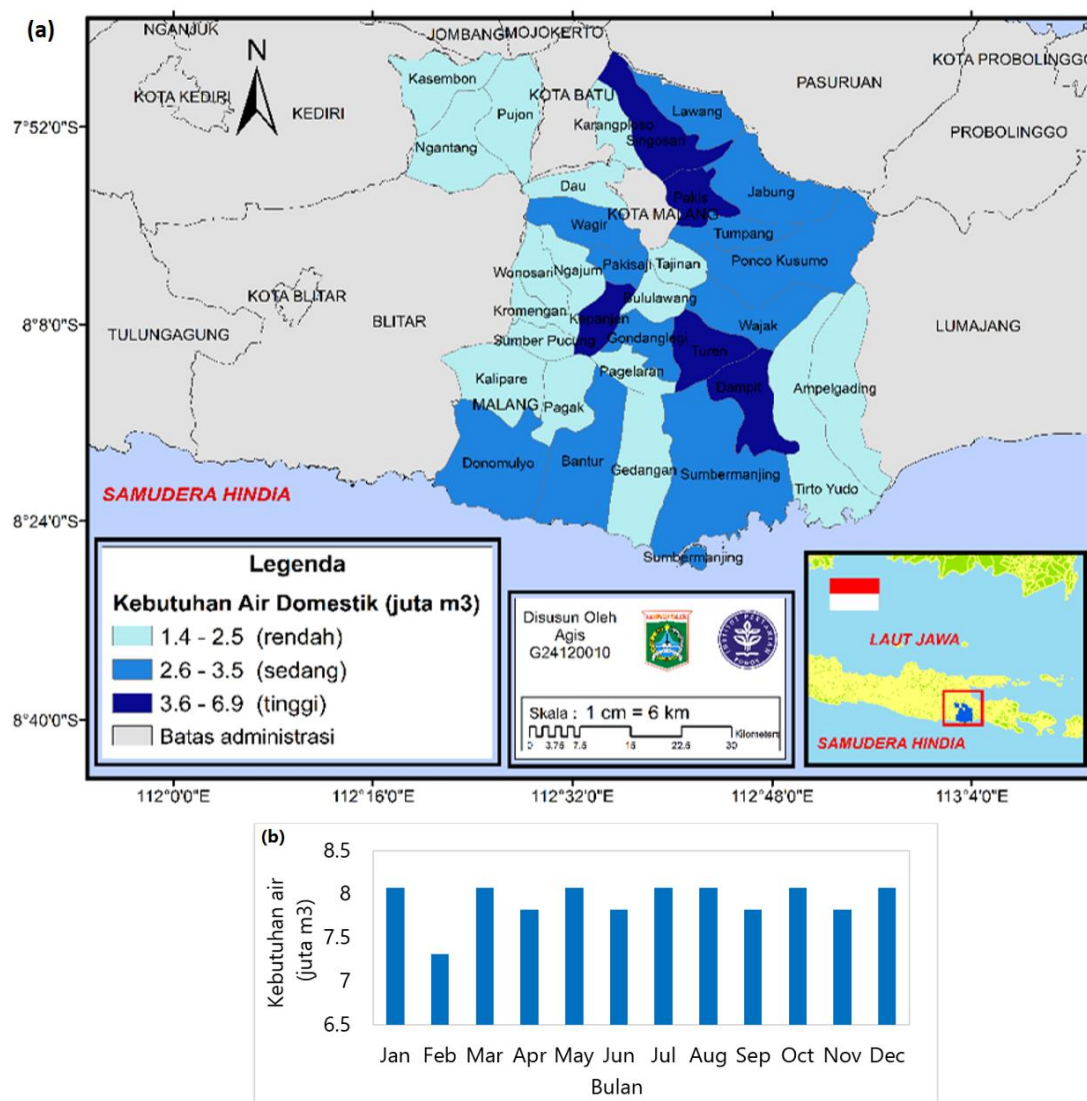 (a)
NGANJUK
JOMBANG
MOJOKERTO
KOTA PROBOLINGGO
N
Kasembon
KOTA BATU
PASURUAN
KOTA KEDIRI
KEDIRI
Pujon
Lawang
7°52'0"S
Karangploso
Singosari
PROBOLINGGO
Ngantang
Dau
Pakis
Jabung
KOTA MALANG
Wagir
Tumpang
Pakisaji
Tajinan
Ponco Kusumo
Wonosari
Ngajum
KOTA BLITAR
Bululawang
Kromengan
Kepanjen
8°8'0"S
TULUNGAGUNG
BLITAR
Wajak
LUMAJANG
Sumber Pucung
Gondanglegi
Turen
Pagelaran
Kalipare
Dampit
Ampelgading
MALANG
Pagak
Donomulyo
Bantur
Gedangan
Sumbermanjing
SAMUDERA HINDIA
Tirto Yudo
8°24'0"S
Sumbermanjing
Legenda
Kebutuhan Air Domestik (juta m3)
1.4 - 2.5 (rendah)
2.6 - 3.5 (sedang)
3.6 - 6.9 (tinggi)
Batas administrasi
8°40'0"S
Disusun Oleh
Agis
G24120010
Skala : 1 cm = 6 km
Kilometers
0 3.75 7.5 15 22.5 30
LAUT JAWA
SAMUDERA HINDIA
112°0'0"E 112°16'0"E 112°32'0"E 112°48'0"E 113°4'0"E
(b)
Kebutuhan air
(juta m3)
8.5
8
7.5
7
6.5
Jan Feb Mar Apr May Jun Jul Aug Sep Oct Nov Dec
Bulan